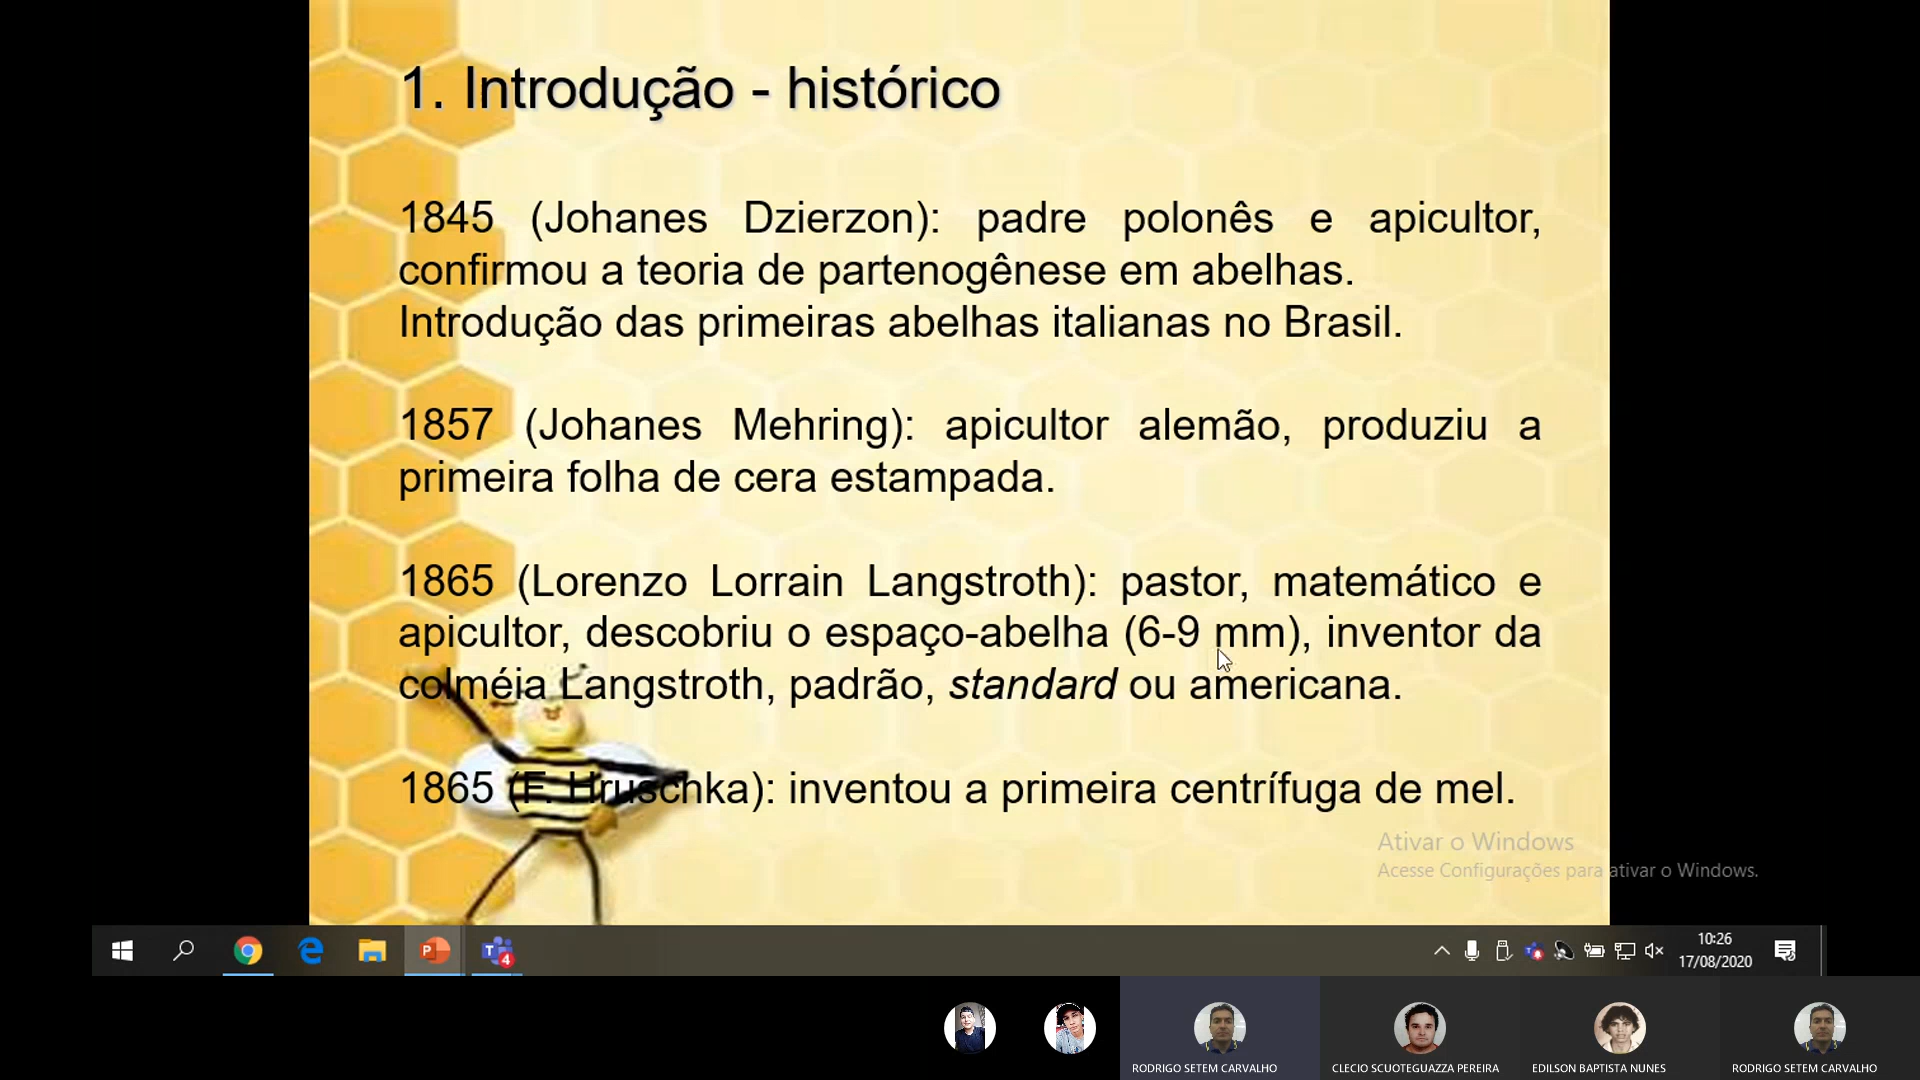 1. Introdução - histórico
1845 (Johanes Dzierzon): padre polonês e apicultor,
confirmou a teoria de partenogênese em abelhas.
Introdução das primeiras abelhas italianas no Brasil.
1857 (Johanes Mehring): apicultor alemão, produziu a
primeira folha de cera estampada.
1865 (Lorenzo Lorrain Langstroth): pastor, matemático e
apicultor, descobriu o espaço-abelha (6-9 mm), inventor da
colméia Langstroth, padrão, standard ou americana.
1865 (F. Hruschka): inventou a primeira centrífuga de mel.
Ativar o Windows
Acesse Configurações para ativar o Windows.
P
T
4
10:26
17/08/2020
RODRIGO SETEM CARVALHO
CLECIO SCUOTEGUAZZA PEREIRA
EDILSON BAPTISTA NUNES
RODRIGO SETEM CARVALHO